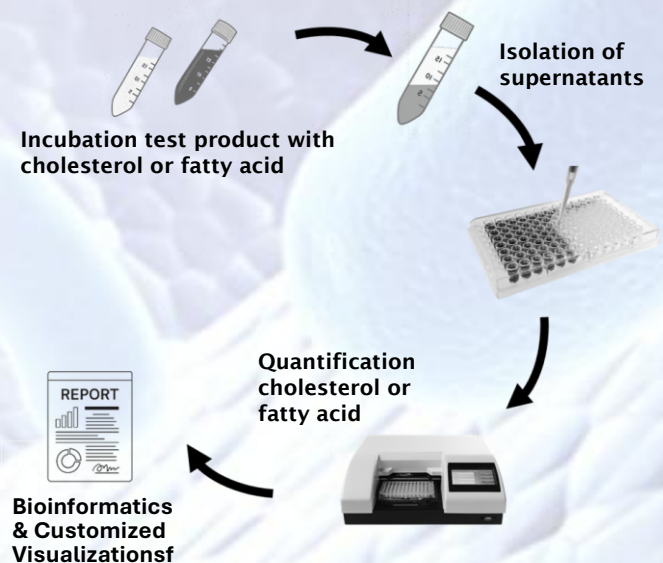 Isolation of
supernatants
Incubation test product with
cholesterol or fatty acid
Quantification
cholesterol or
fatty acid
REPORT
Bioinformatics
& Customized
Visualizationsf